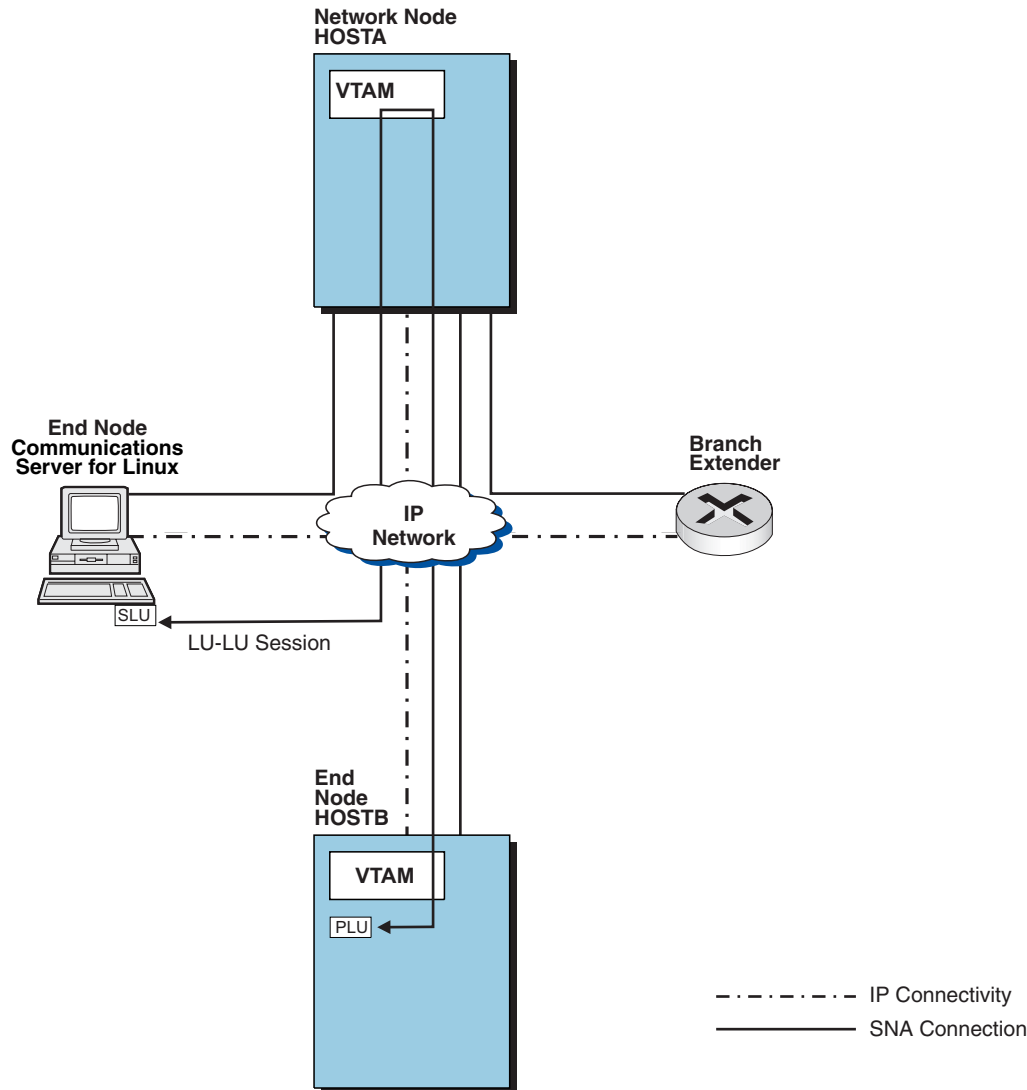 Network Node
HOSTA
VTAM
End Node
Communications
Server for Linux
Branch
Extender
IP
Network
SLU
LU-LU Session
End
Node
HOSTB
VTAM
PLU
IP Connectivity
SNA Connection